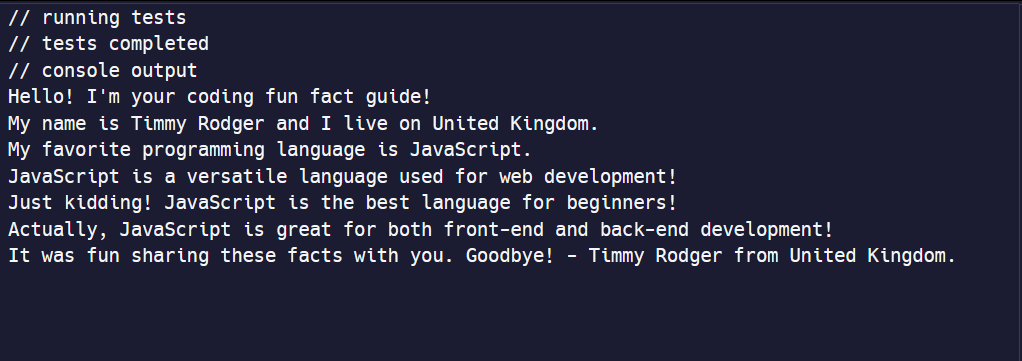 // running tests
// tests completed
// console output
Hello! I'm your coding fun fact guide!
My name is Timmy Rodger and I live on United Kingdom.
My favorite programming language is JavaScript.
JavaScript is a versatile language used for web development!
Just kidding! JavaScript is the best language for beginners!
Actually, JavaScript is great for both front-end and back-end development!
It was fun sharing these facts with you. Goodbye! - Timmy Rodger from United Kingdom.